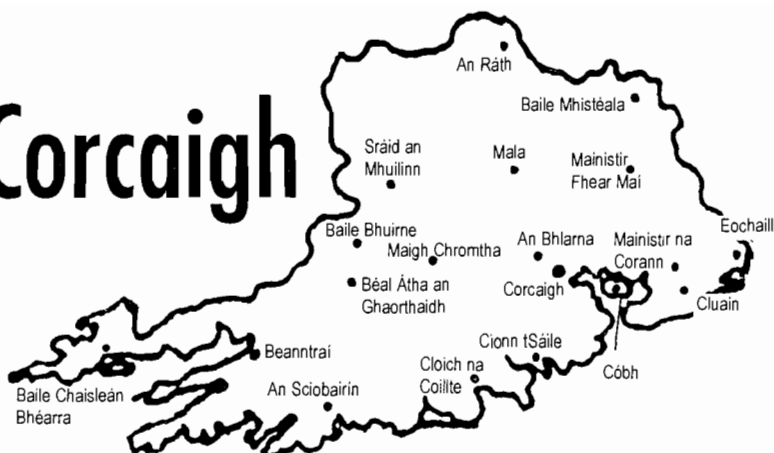 Corcaigh
An Ráth
Baile Mhistéala
Sráid an
Mhuilinn
Mala
Mainistir
Fhear Maí
Eochaill
Baile Bhuirne
Maigh Chromtha
An Bhlarna
Mainistir na
Corann
Béal Átha an
Ghaorthaidh
Corcaigh
Cluain
Cionn tSáile
Beanntraí
Cóbh
Cloich na
Coillte
An Sciobairín
Baile Chaisleán
Bhéarra